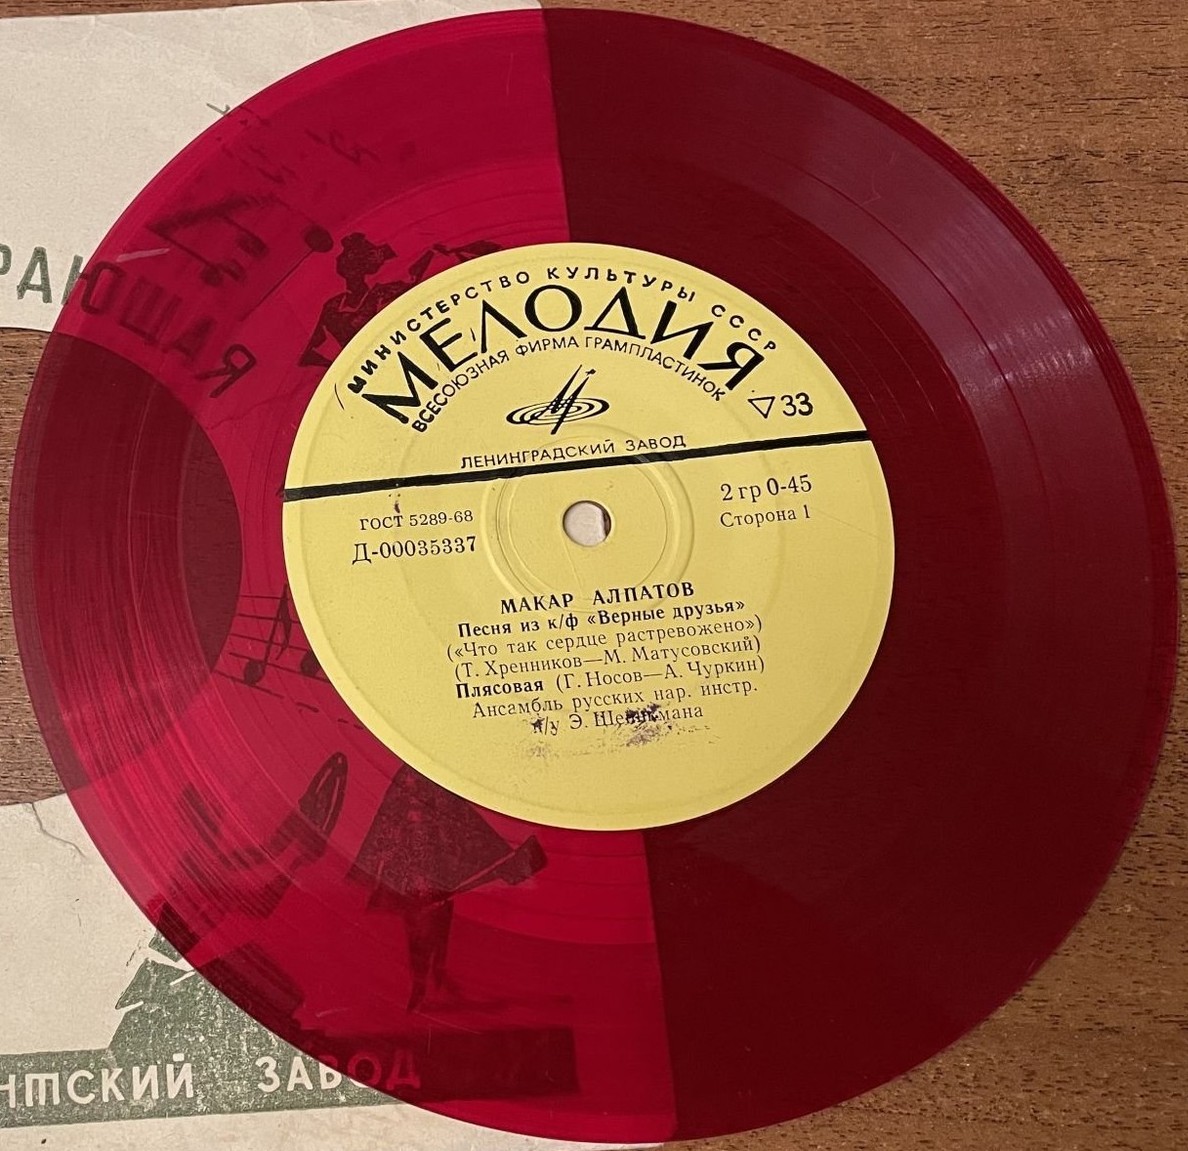 МИНИСТЕРСТВО КУЛЬТУРЫ СССР
МЕЛОДИЯ
ВСЕСОЮЗНАЯ ФИРМА ГРАМПЛАСТИНОК
33
ЛЕНИНГРАДСКИЙ ЗАВОД
ГОСТ 5289-68
Д-00035337
2 гр 0-45
Сторона 1
МАКАР АЛПАТОВ
Песня из к/ф «Верные друзья»
(«Что так сердце растревожено»)
(Т. Хренников—М. Матусовский)
Плясовая (Г. Носов—А. Чуркин)
Ансамбль русских нар. инстр.
п/у Э. 
РАЮЩАЯ
ЗАВОД